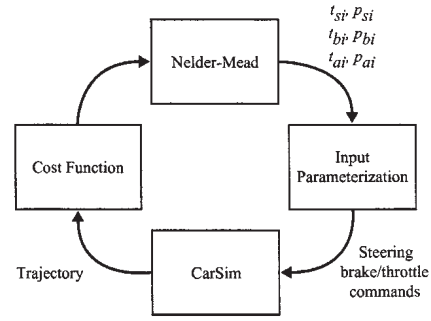 t_si, p_si
t_bi, p_bi
t_ai, p_ai
Nelder-Mead
Cost Function
Input
Parameterization
Trajectory
CarSim
Steering
brake/throttle
commands